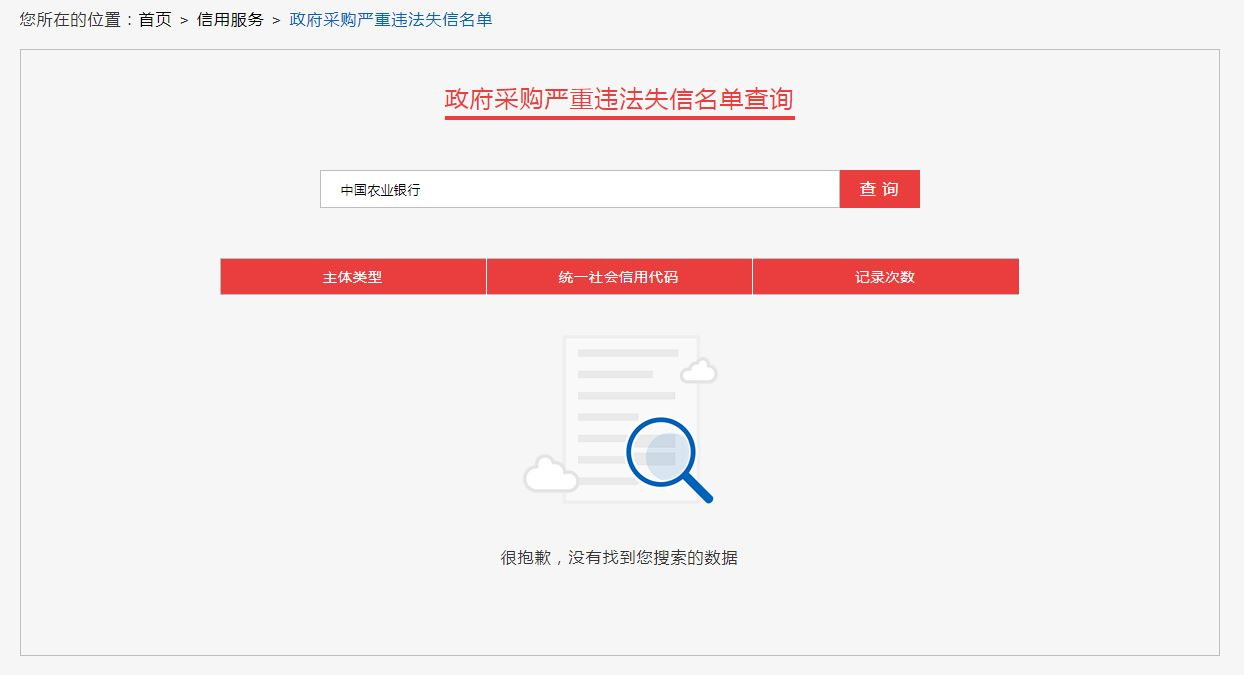 您所在的位置：首页 > 信用服务 > 政府采购严重违法失信名单
政府采购严重违法失信名单查询
中国农业银行 查 询
主体类型 统一社会信用代码 记录次数
很抱歉，没有找到您搜索的数据